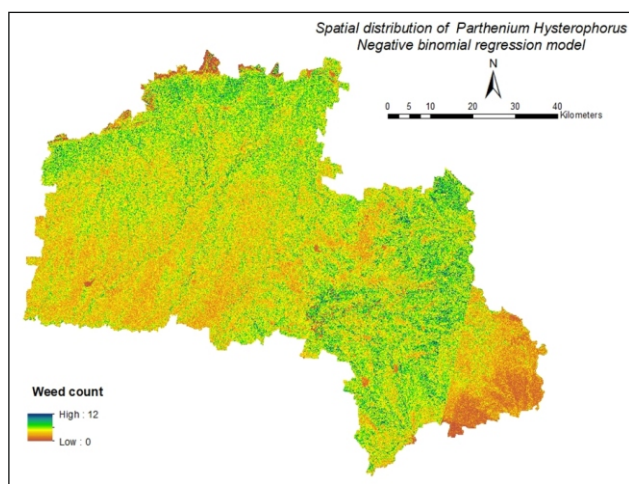 Spatial distribution of Parthenium Hysterophorus
Negative binomial regression model
N
0 5 10 20 30 40
Kilometers
Weed count
High : 12
Low : 0